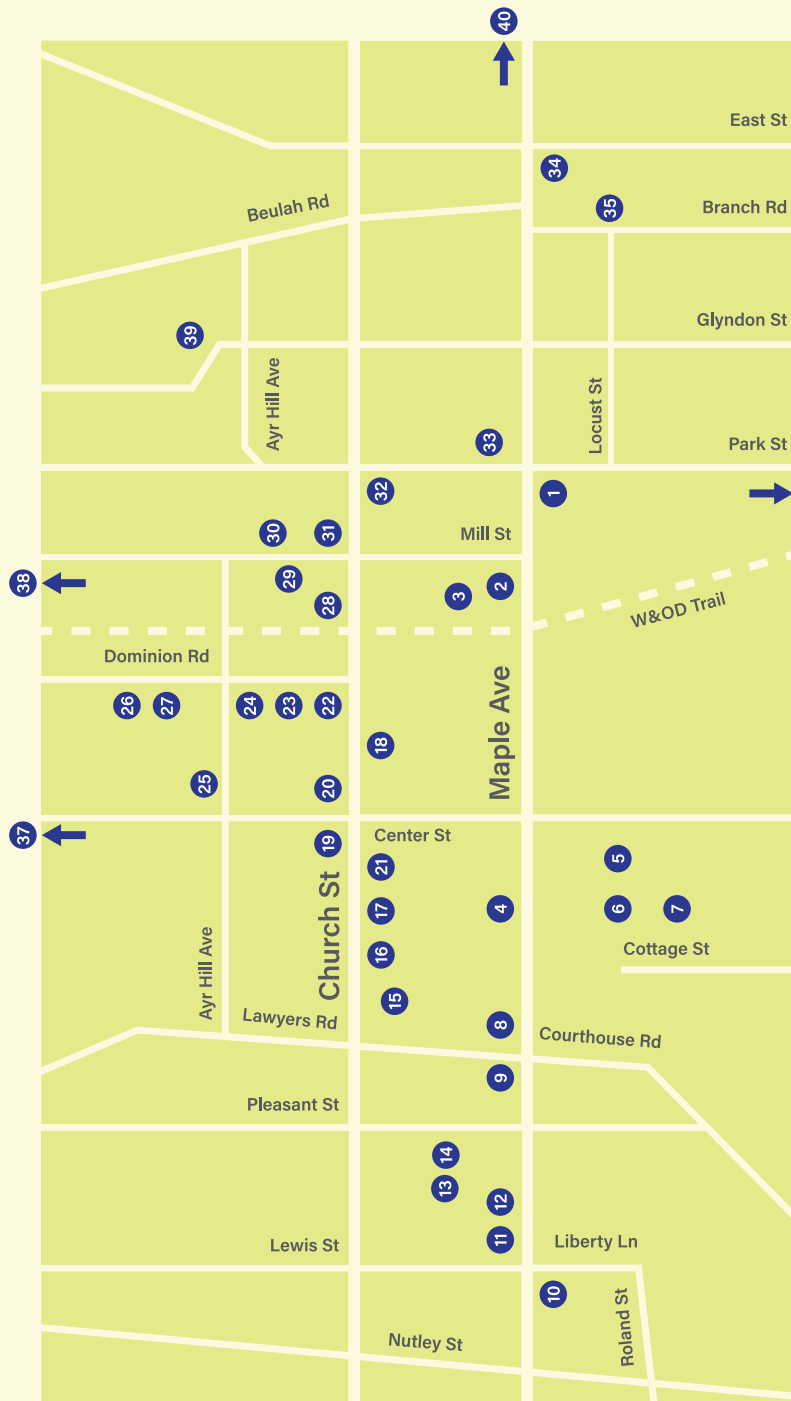 40
East St
34
Beulah Rd
35
Branch Rd
39
Glyndon St
Ayr Hill Ave
Locust St
33
Park St
32
1
30
31
Mill St
38
29
28
3
2
W&OD Trail
Dominion Rd
26
27
24
23
22
18
Maple Ave
25
20
37
19
Center St
21
5
17
4
6
7
Church St
16
Cottage St
Ayr Hill Ave
15
Lawyers Rd
8
Courthouse Rd
9
Pleasant St
14
13
12
11
Lewis St
Liberty Ln
10
Roland St
Nutley St